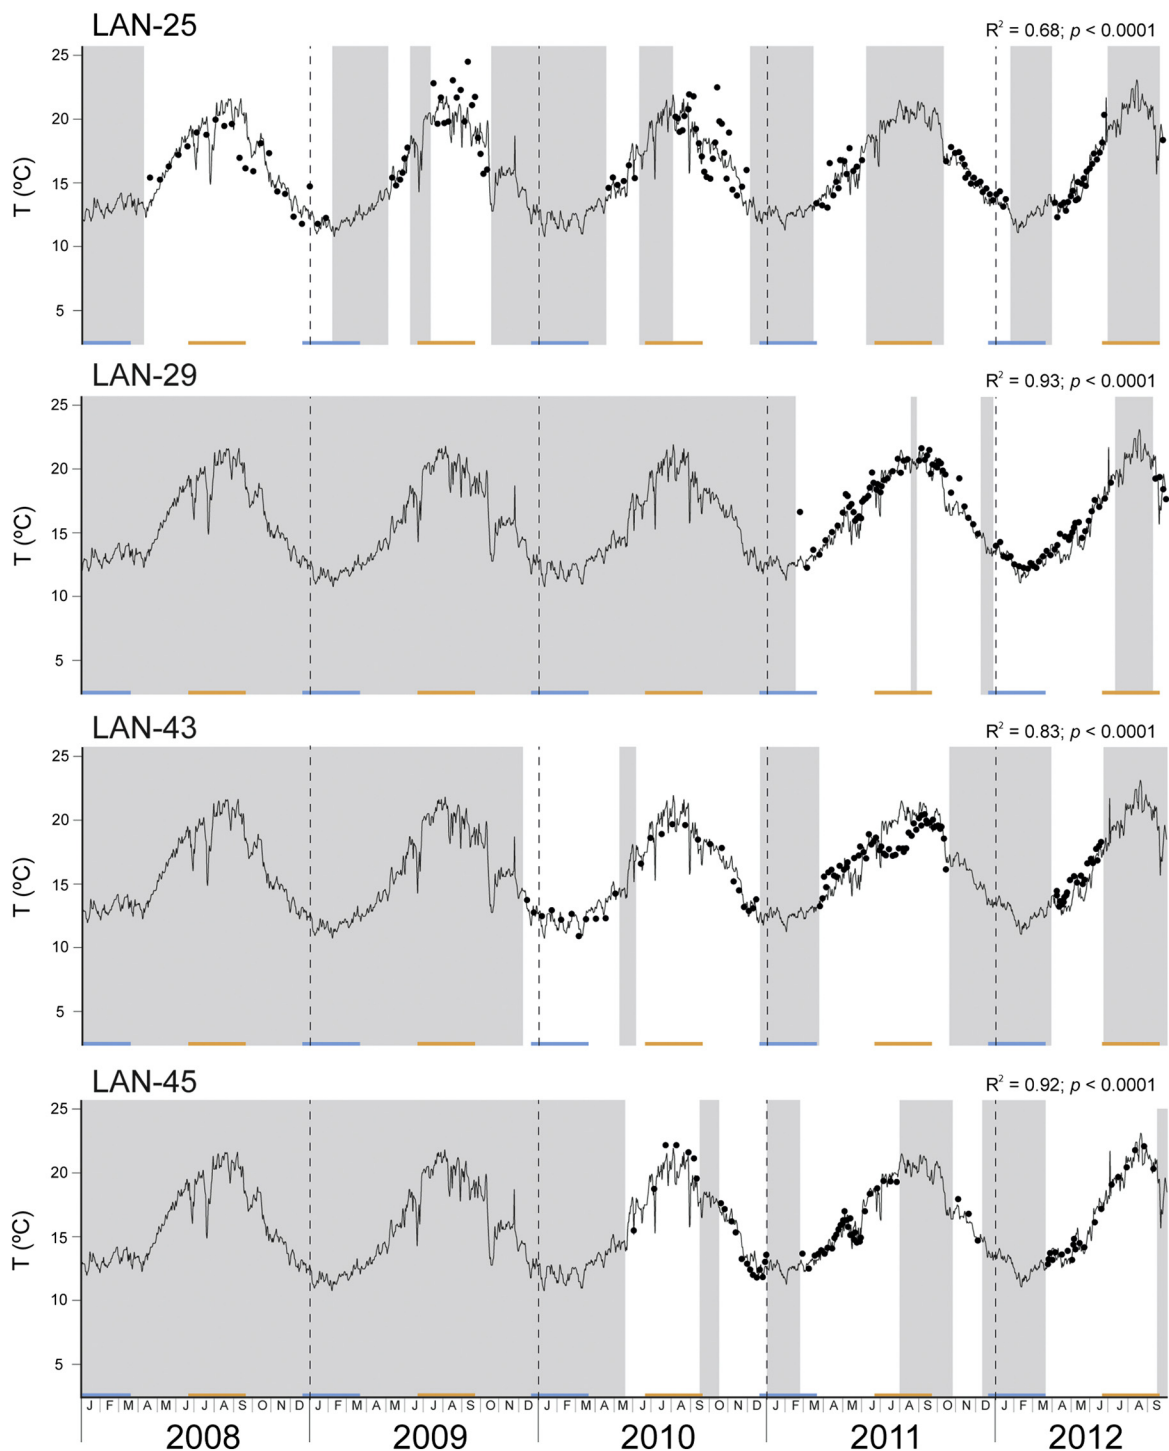 LAN-25
R² = 0.68; p < 0.0001
25
20
15
10
5
T (ºC)
LAN-29
R² = 0.93; p < 0.0001
25
20
15
10
5
T (ºC)
LAN-43
R² = 0.83; p < 0.0001
25
20
15
10
5
T (ºC)
LAN-45
R² = 0.92; p < 0.0001
25
20
15
10
5
T (ºC)
J F M A M J J A S O N D J F M A M J J A S O N D J F M A M J J A S O N D J F M A M J J A S O N D J F M A M J J A S
2008 2009 2010 2011 2012